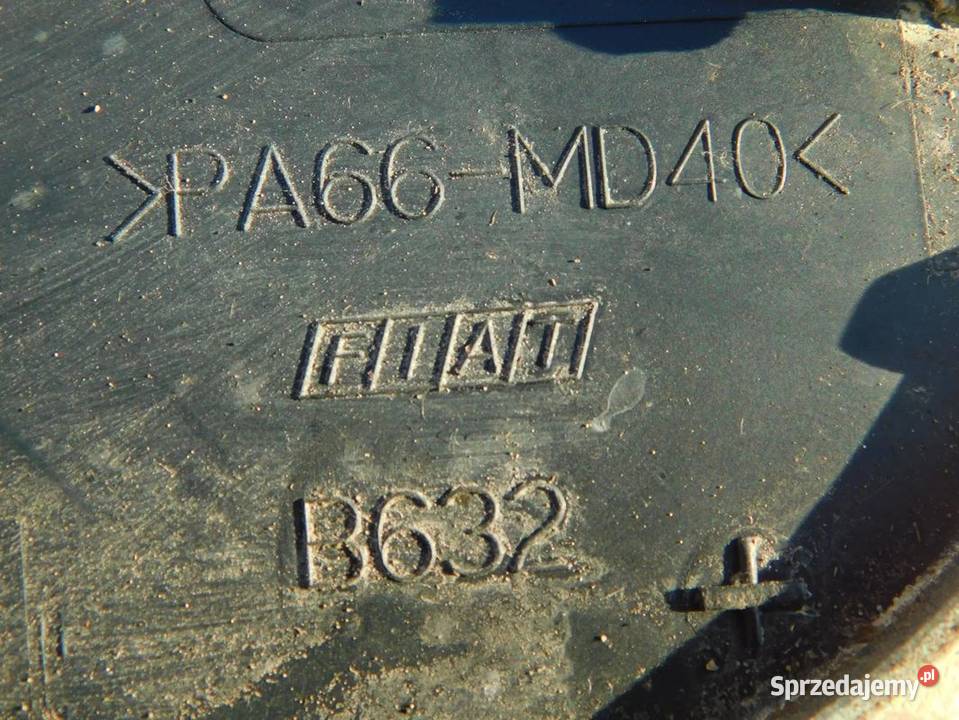 >PA66-MD40<
FIAT
B632
Sprzedajemy.pl